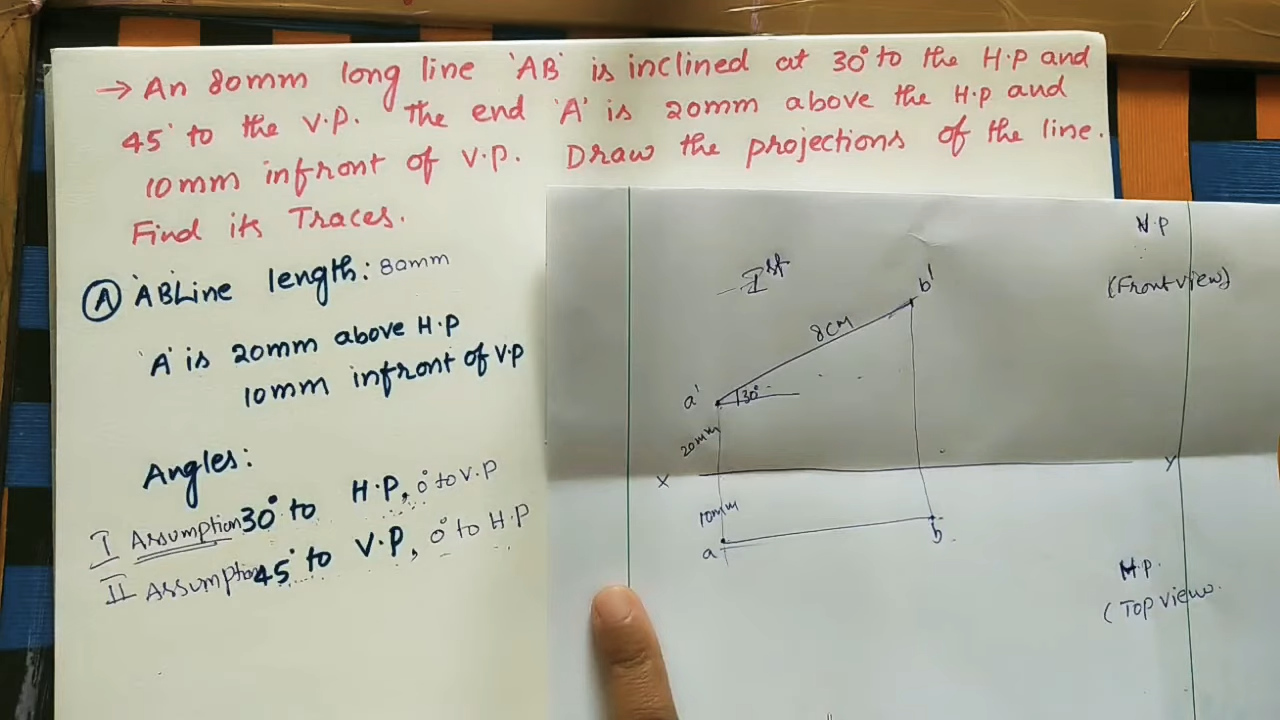 → An 80mm long line 'AB' is inclined at 30° to the H.P and
45° to the V.P. The end 'A' is 20mm above the H.P and
10mm infront of V.P. Draw the projections of the line.
Find its Traces.
Ⓐ ABLine length: 80mm
'A' is 20mm above H.P
10mm infront of V.P
Angles:
I Assumption 30° to H.P, 0° to V.P
II Assumption 45° to V.P, 0° to H.P
Ist
V.P
(Front view)
b'
8CM
a'
30°
20mm
X
Y
10mm
a
b
H.P.
(Top view